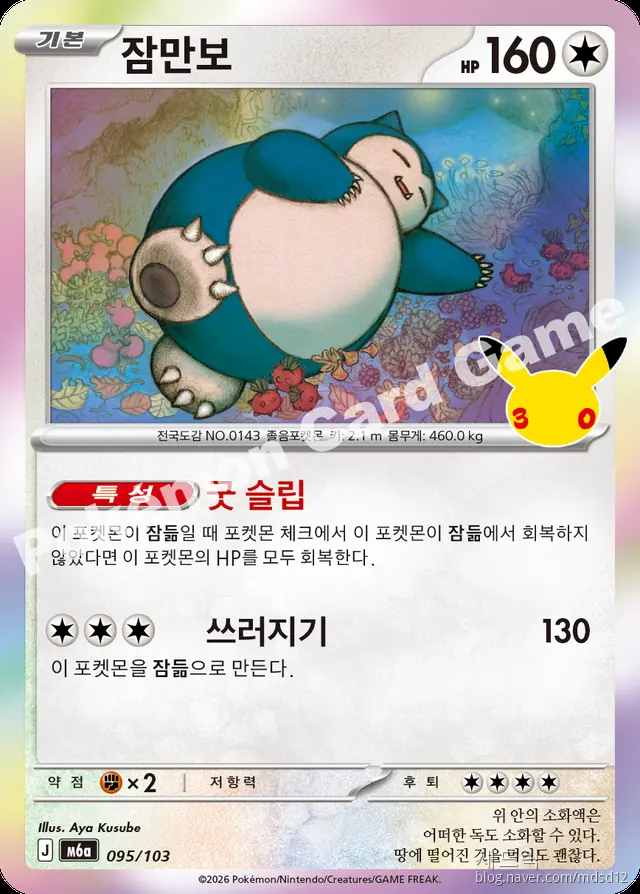 기본
잠만보
HP 160
30
전국도감 NO.0143 졸음포켓몬 키: 2.1 m 몸무게: 460.0 kg
특성 굿 슬립
이 포켓몬이 잠듦일 때 포켓몬 체크에서 이 포켓몬이 잠듦에서 회복하지
않았다면 이 포켓몬의 HP를 모두 회복한다.
쓰러지기 130
이 포켓몬을 잠듦으로 만든다.
약점 ×2 저항력 후퇴
Illus. Aya Kusube
J m6a 095/103
위 안의 소화액은
어떠한 독도 소화할 수 있다.
땅에 떨어진 것을 먹어도 괜찮다.
©2026 Pokémon/Nintendo/Creatures/GAME FREAK.
Pokémon Card Game
blog.naver.com/mdsd12